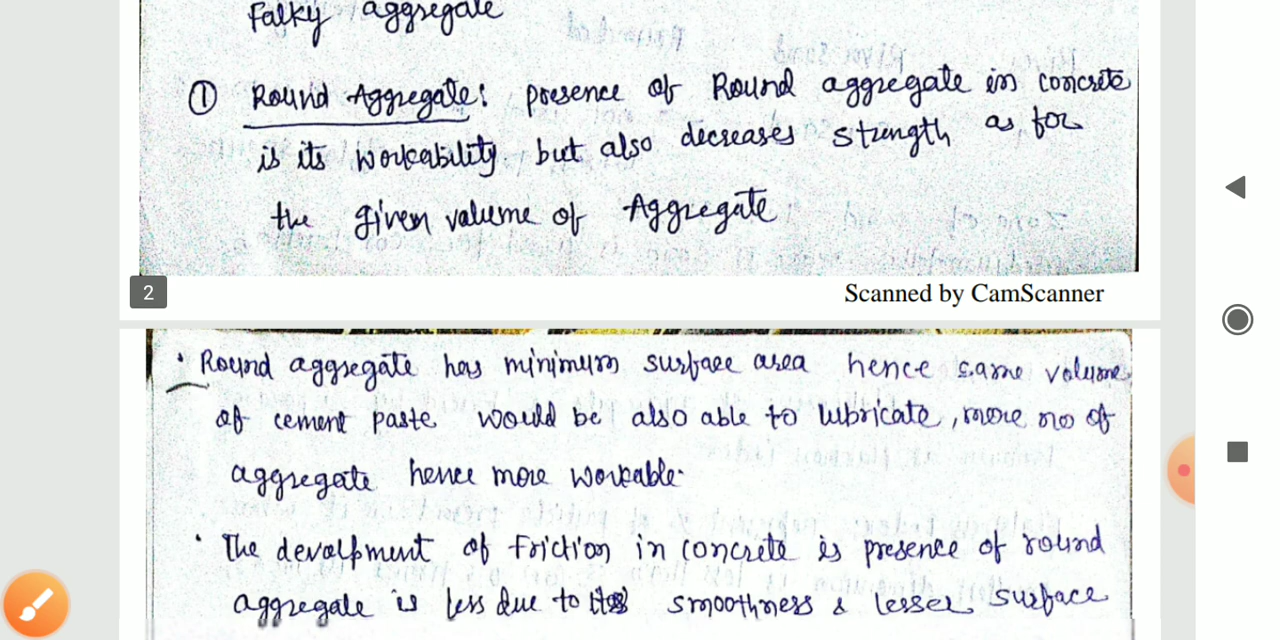 Falky aggregate
① Round Aggregate: presence of Round aggregate in concrete
is its workability but also decreases strength as for
the given valume of Aggregate
2
Scanned by CamScanner
· Round aggregate has minimum surface area hence same volume
of cement paste would be also able to lubricate, more no of
aggregate hence more workable.
· The devalpment of friction in concrete is presence of round
aggregate is less due to smoothness & lesser surface